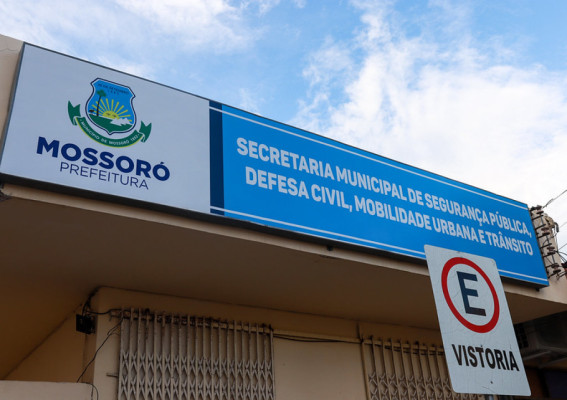 MOSSORÓ
PREFEITURA
SECRETARIA MUNICIPAL DE SEGURANÇA PÚBLICA,
DEFESA CIVIL, MOBILIDADE URBANA E TRÂNSITO
E
VISTORIA